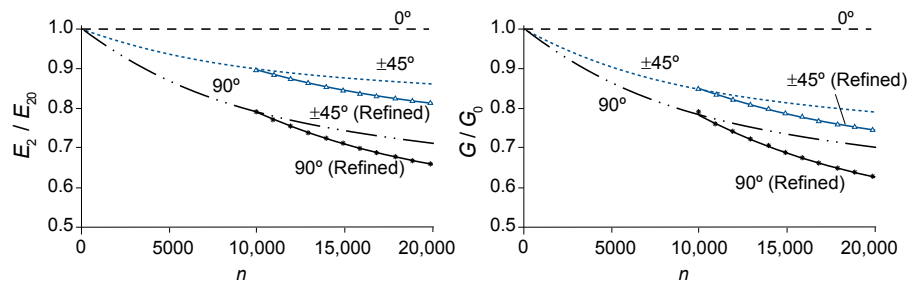 0º
1.0
±45º
0.9
90º
0.8
±45º (Refined)
0.7
90º (Refined)
0.6
0.5
E2 / E20
0
5000
10,000
15,000
20,000
n
0º
1.0
±45º
0.9
±45º (Refined)
90º
0.8
0.7
90º (Refined)
0.6
0.5
G / G0
0
5000
10,000
15,000
20,000
n